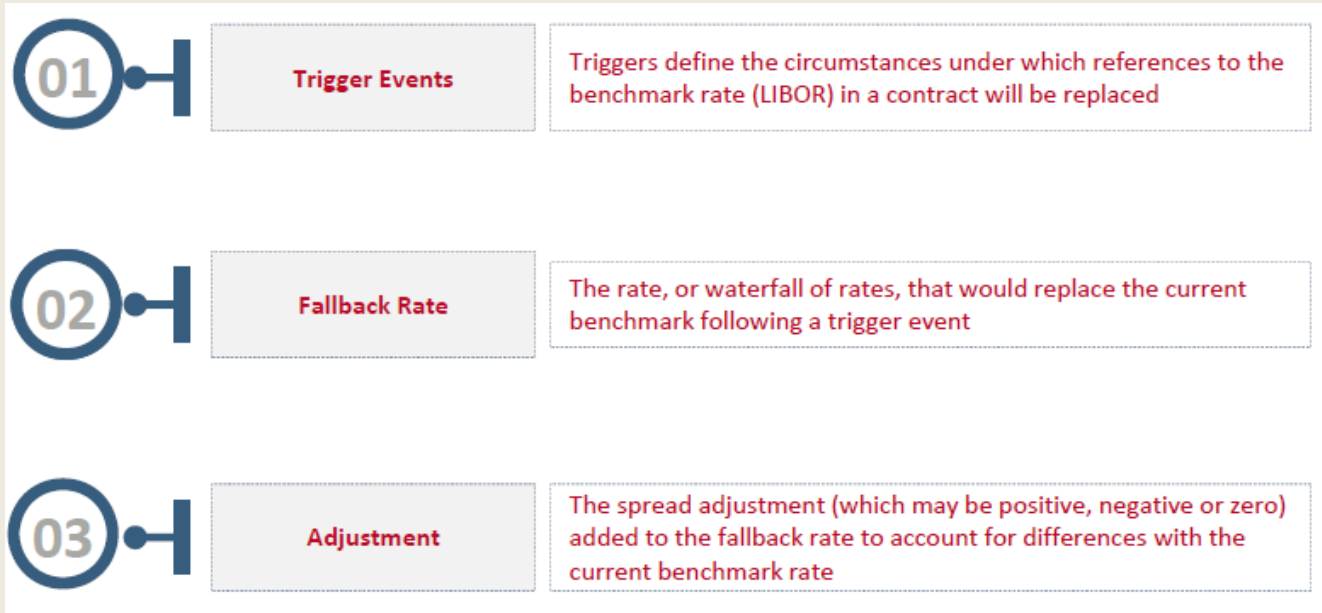 01
Trigger Events
Triggers define the circumstances under which references to the
benchmark rate (LIBOR) in a contract will be replaced
02
Fallback Rate
The rate, or waterfall of rates, that would replace the current
benchmark following a trigger event
03
Adjustment
The spread adjustment (which may be positive, negative or zero)
added to the fallback rate to account for differences with the
current benchmark rate